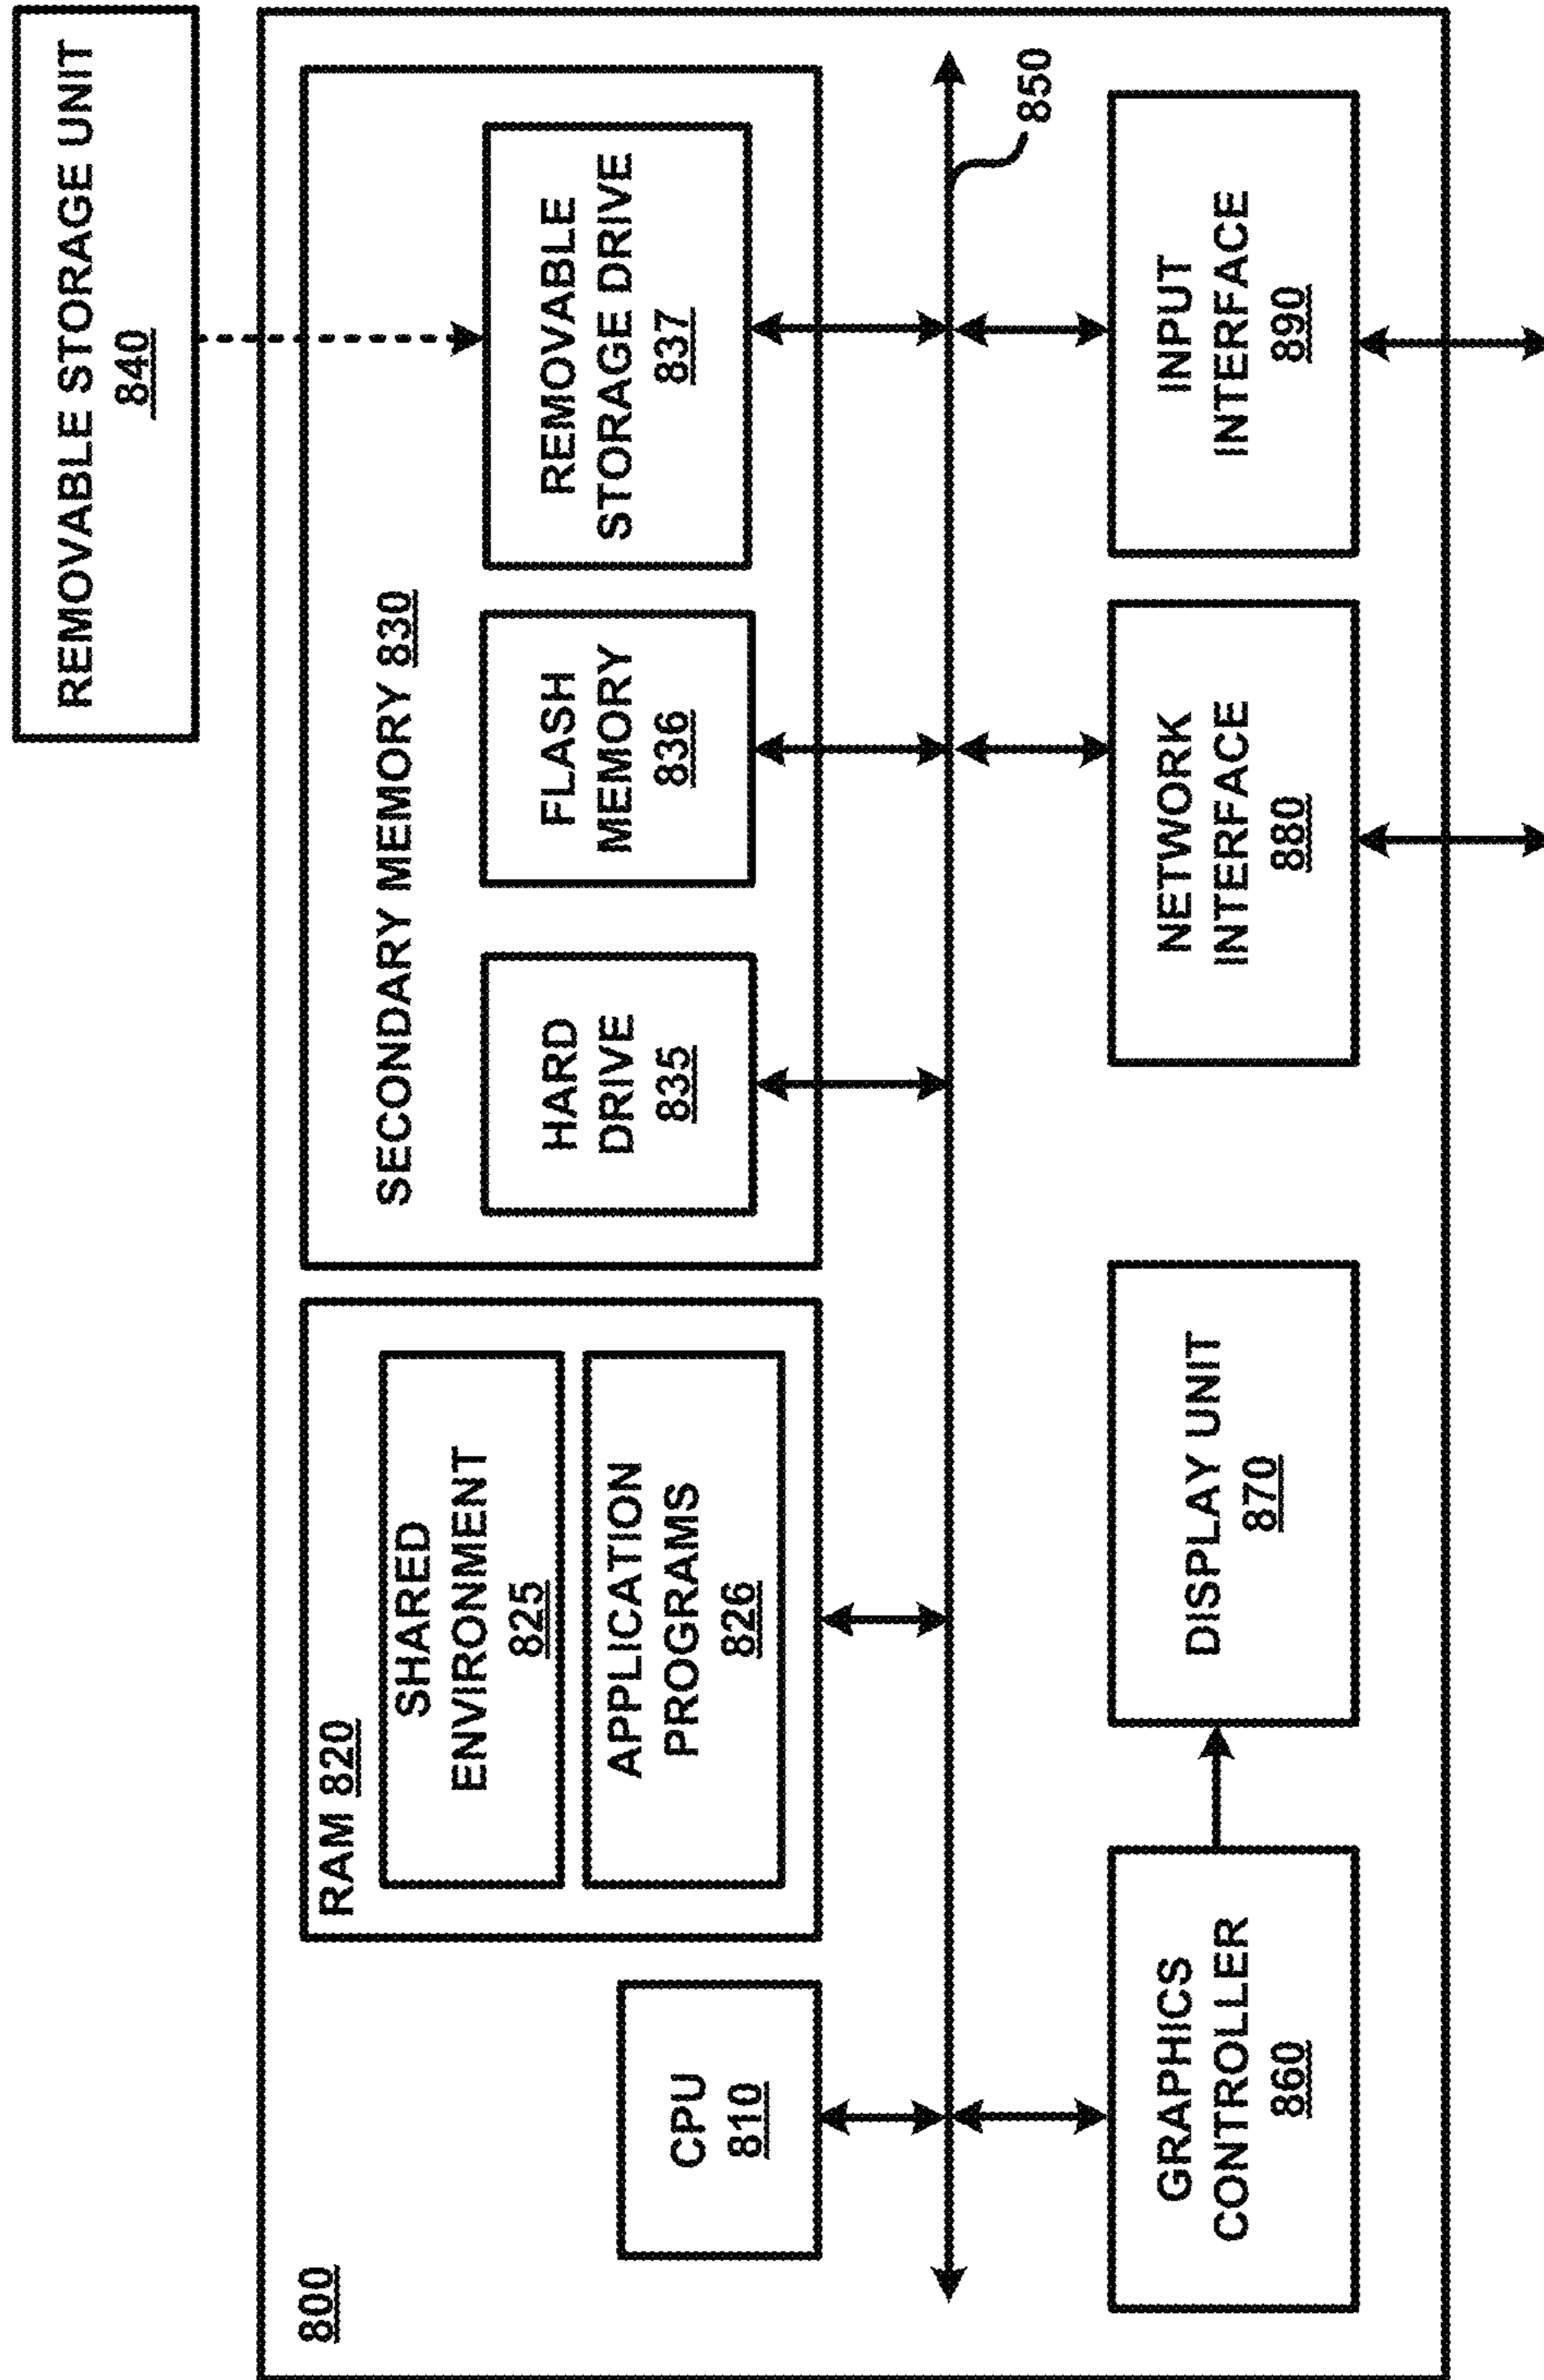 REMOVABLE STORAGE UNIT
840
800
RAM 820
SHARED
ENVIRONMENT
825
APPLICATION
PROGRAMS
826
SECONDARY MEMORY 830
HARD
DRIVE
835
FLASH
MEMORY
836
REMOVABLE
STORAGE DRIVE
837
CPU
810
850
GRAPHICS
CONTROLLER
860
DISPLAY UNIT
870
NETWORK
INTERFACE
880
INPUT
INTERFACE
890